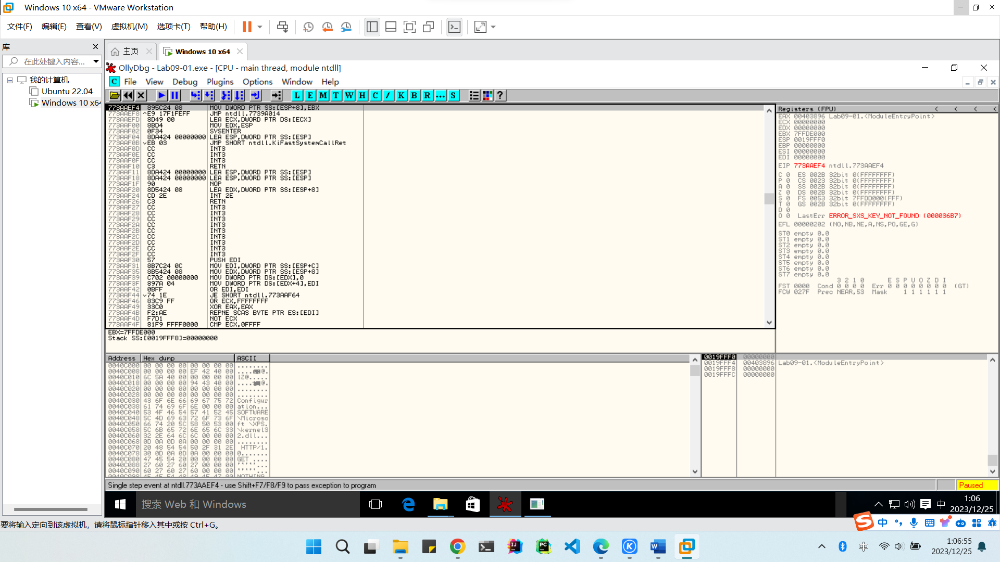 Windows 10 x64 - VMware Workstation
文件(F) 编辑(E) 查看(V) 虚拟机(M) 选项卡(T) 帮助(H)
库
在此处键入内容...
我的计算机
Ubuntu 22.04
Windows 10 x64
主页
Windows 10 x64
OllyDbg - Lab09-01.exe - [CPU - main thread, module ntdll]
C File View Debug Plugins Options Window Help
L E M T W H C / K B R ... S ?
773AAEF4 895C24 08 MOV DWORD PTR SS:[ESP+8],EBX
773AAEF8 ^E9 17F1FEFF JMP ntdll.7739A014
773AAEFD 8D49 00 LEA ECX,DWORD PTR DS:[ECX]
773AAF00 8BD4 MOV EDX,ESP
773AAF02 0F34 SYSENTER
773AAF04 8DA424 00000000 LEA ESP,DWORD PTR SS:[ESP]
773AAF0B EB 03 JMP SHORT ntdll.KiFastSystemCallRet
773AAF0D CC INT3
773AAF0E CC INT3
773AAF0F CC INT3
773AAF10 C3 RETN
773AAF11 8DA424 00000000 LEA ESP,DWORD PTR SS:[ESP]
773AAF18 8DA424 00000000 LEA ESP,DWORD PTR SS:[ESP]
773AAF1F 90 NOP
773AAF20 8D5424 08 LEA EDX,DWORD PTR SS:[ESP+8]
773AAF24 CD 2E INT 2E
773AAF26 C3 RETN
773AAF27 CC INT3
773AAF28 CC INT3
773AAF29 CC INT3
773AAF2A CC INT3
773AAF2B CC INT3
773AAF2C CC INT3
773AAF2D CC INT3
773AAF2E CC INT3
773AAF2F CC INT3
773AAF30 57 PUSH EDI
773AAF31 8B7C24 0C MOV EDI,DWORD PTR SS:[ESP+C]
773AAF35 8B5424 08 MOV EDX,DWORD PTR SS:[ESP+8]
773AAF39 C702 00000000 MOV DWORD PTR DS:[EDX],0
773AAF3F 897A 04 MOV DWORD PTR DS:[EDX+4],EDI
773AAF42 0BFF OR EDI,EDI
773AAF44 74 1E JE SHORT ntdll.773AAF64
773AAF46 83C9 FF OR ECX,FFFFFFFF
773AAF49 33C0 XOR EAX,EAX
773AAF4B F2:AE REPNE SCAS BYTE PTR ES:[EDI]
773AAF4D F7D1 NOT ECX
773AAF4F 81F9 FFFF0000 CMP ECX,0FFFF
EBX=7FFDE000
Stack SS:[0019FFF8]=00000000
Registers (FPU) < < < <
EAX 00403896 Lab09-01.<ModuleEntryPoint>
ECX 00000000
EDX 00000000
EBX 7FFDE000
ESP 0019FFF0
EBP 00000000
ESI 00000000
EDI 00000000
EIP 773AAEF4 ntdll.773AAEF4
C 0 ES 002B 32bit 0(FFFFFFFF)
P 0 CS 0023 32bit 0(FFFFFFFF)
A 0 SS 002B 32bit 0(FFFFFFFF)
Z 0 DS 002B 32bit 0(FFFFFFFF)
S 0 FS 0053 32bit 7FFDD000(FFF)
T 0 GS 002B 32bit 0(FFFFFFFF)
D 0
O 0 LastErr ERROR_SXS_KEY_NOT_FOUND (000036B7)
EFL 00000202 (NO,NB,NE,A,NS,PO,GE,G)
ST0 empty 0.0
ST1 empty 0.0
ST2 empty 0.0
ST3 empty 0.0
ST4 empty 0.0
ST5 empty 0.0
ST6 empty 0.0
ST7 empty 0.0
3 2 1 0 E S P U O Z D I
FST 0000 Cond 0 0 0 0 Err 0 0 0 0 0 0 0 0 (GT)
FCW 027F Prec NEAR,53 Mask 1 1 1 1 1 1
Address Hex dump ASCII
0040C000 00 00 00 00 00 00 00 00 ........
0040C008 00 00 00 00 EF 42 40 00
0040C010 6C 5A 40 00 00 00 00 00 lZ@.....
0040C018 00 00 00 00 94 43 40 00
0040C020 00 00 00 00 00 00 00 00 ........
0040C028 00 00 00 00 00 00 00 00 ........
0040C030 43 6F 6E 66 69 67 75 72 Configur
0040C038 61 74 69 6F 6E 00 00 00 ation...
0040C040 53 4F 46 54 57 41 52 45 SOFTWARE
0040C048 5C 4D 69 63 72 6F 73 6F \Microso
0040C050 66 74 20 5C 58 50 53 00 ft \XPS.
0040C058 5C 6B 65 72 6E 65 6C 33 \kernel3
0040C060 32 2E 64 6C 6C 00 00 00 2.dll...
0040C068 0D 0A 0D 0A 00 00 00 00 ........
0040C070 20 48 54 54 50 2F 31 2E HTTP/1.
0040C078 30 0D 0A 0D 0A 00 00 00 0.......
0040C080 47 45 54 20 00 00 00 00 GET ....
0040C088 27 60 27 60 27 00 00 00 '`'`'...
0040C090 60 27 60 27 60 00 00 00 `'`'`...
0040C098 4E 4F 54 48 49 4E 47 00 NOTHING.
0019FFF0 00000000
0019FFF4 00403896 Lab09-01.<ModuleEntryPoint>
0019FFF8 00000000
0019FFFC 00000000
Single step event at ntdll.773AAEF4 - use Shift+F7/F8/F9 to pass exception to program
Paused
搜索 Web 和 Windows
中
1:06
2023/12/25
要将输入定向到该虚拟机，请将鼠标指针移入其中或按 Ctrl+G。
S 中
IJ PC K W
中
1:06:55
2023/12/25